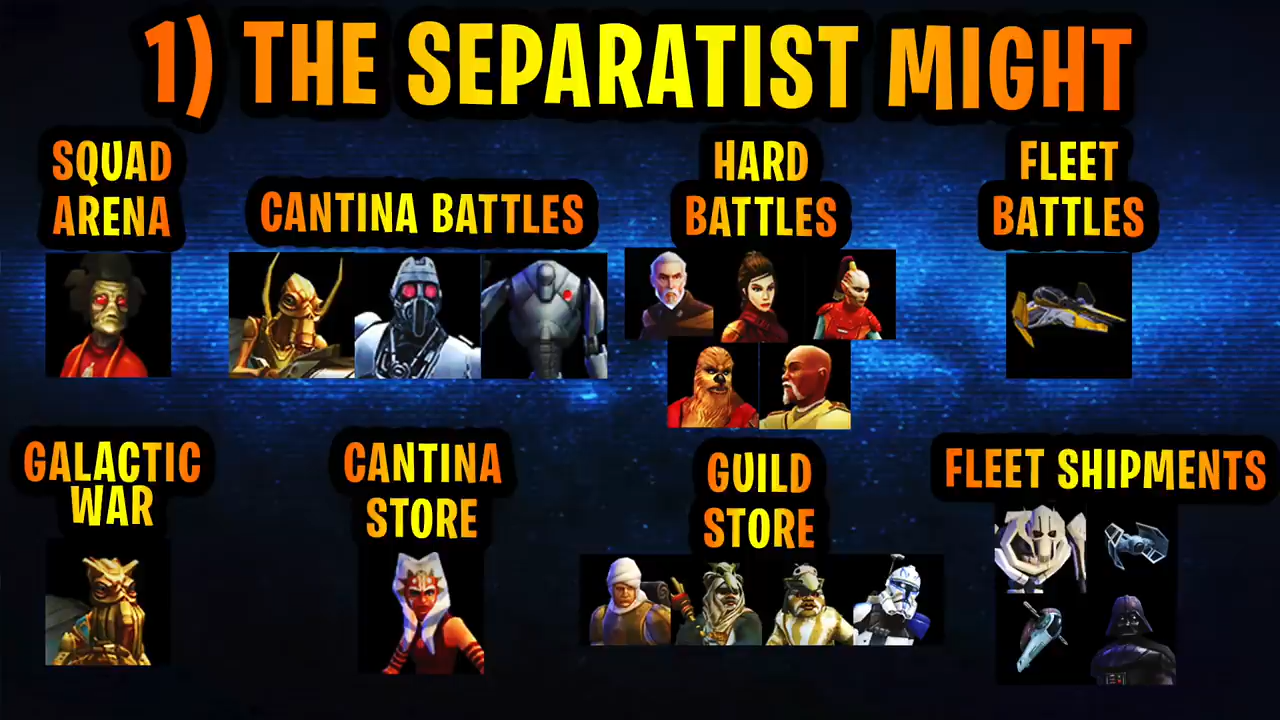 1) THE SEPARATIST MIGHT
SQUAD
ARENA
CANTINA BATTLES
HARD
BATTLES
FLEET
BATTLES
GALACTIC
WAR
CANTINA
STORE
GUILD
STORE
FLEET SHIPMENTS